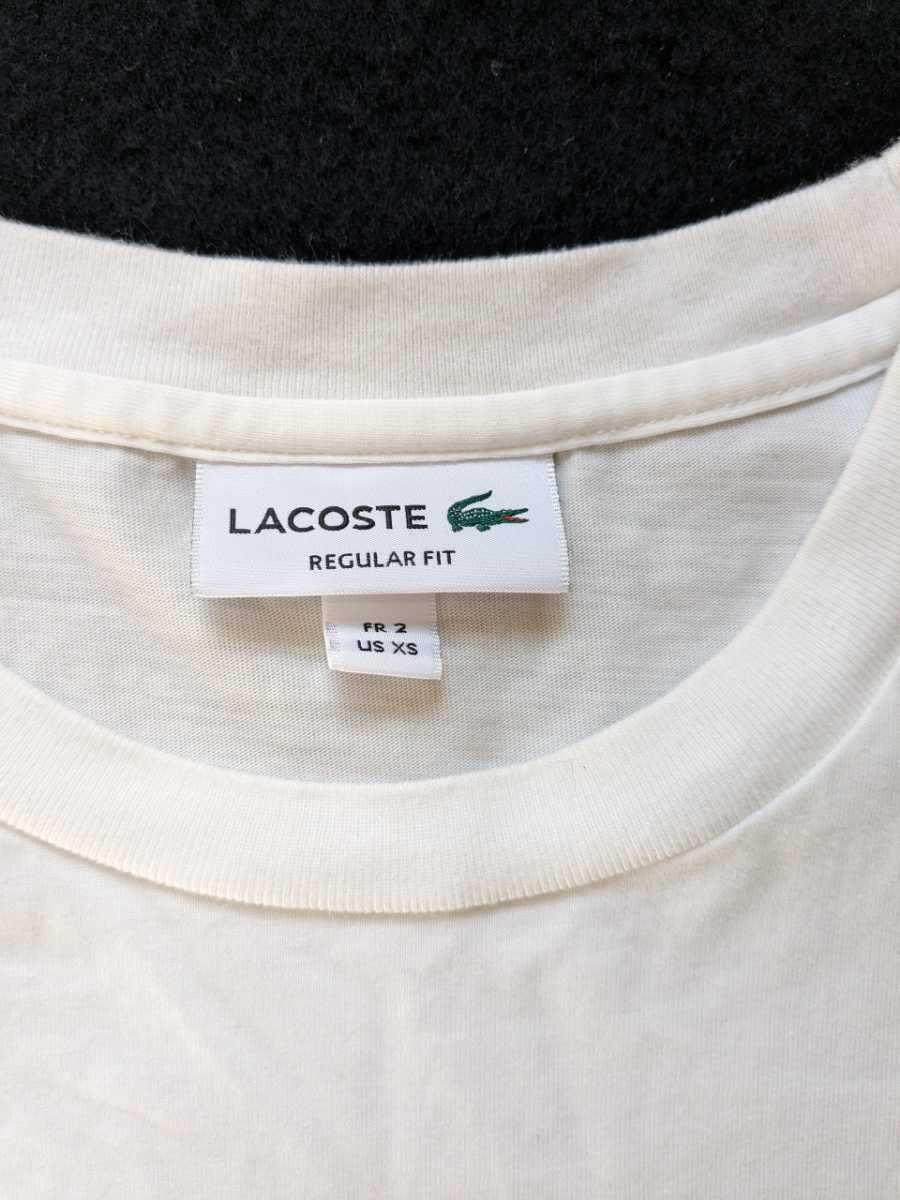 LACOSTE
REGULAR FIT
FR 2
US XS